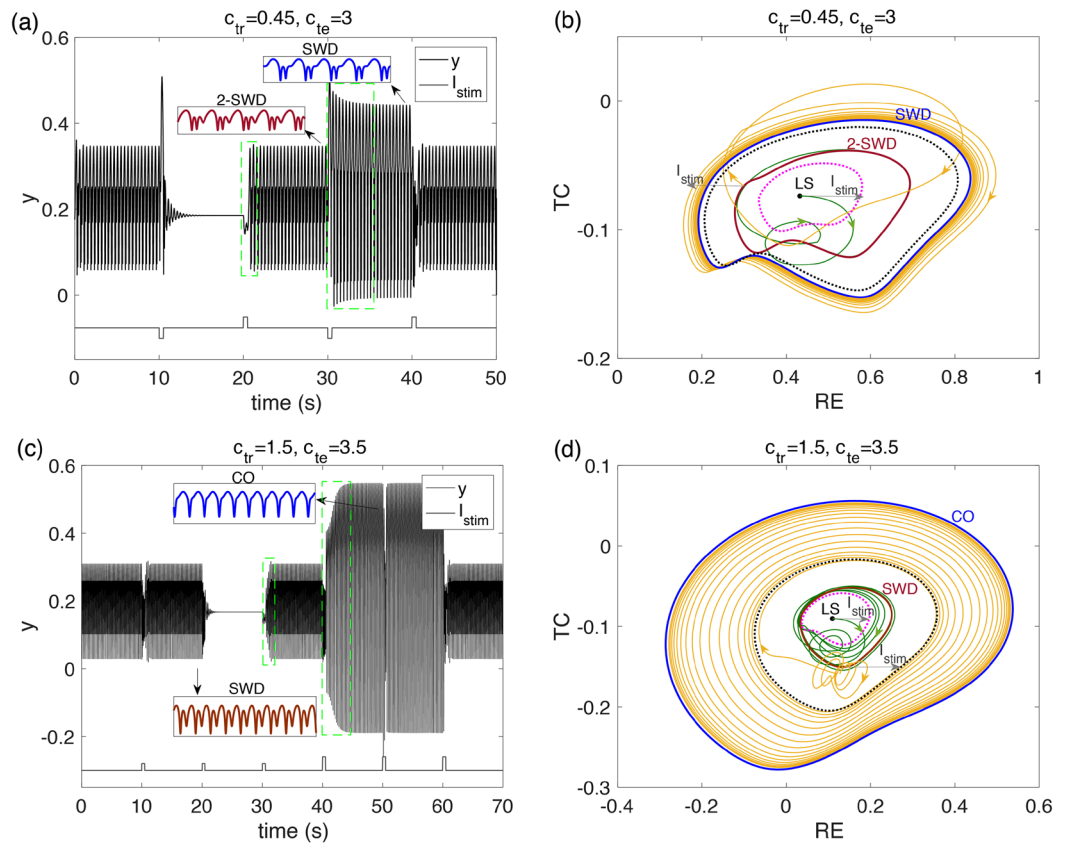 (a)
c_tr=0.45, c_te=3
0.6
0.4
0.2
0
y
SWD
2-SWD
y
I_stim
0 10 20 30 40 50
time (s)
(b)
c_tr=0.45, c_te=3
0
-0.1
-0.2
TC
SWD
2-SWD
I_stim
LS
I_stim
0 0.2 0.4 0.6 0.8 1
RE
(c)
c_tr=1.5, c_te=3.5
0.6
0.4
0.2
0
-0.2
y
CO
SWD
y
I_stim
0 10 20 30 40 50 60 70
time (s)
(d)
c_tr=1.5, c_te=3.5
0.1
0
-0.1
-0.2
-0.3
TC
CO
SWD
LS
I_stim
I_stim
-0.4 -0.2 0 0.2 0.4 0.6
RE